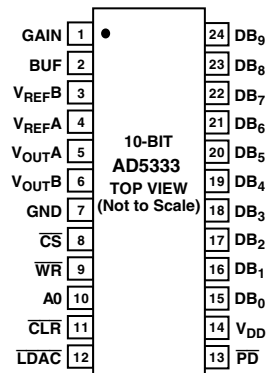 GAIN 1 24 DB9
BUF 2 23 DB8
VREFB 3 22 DB7
VREFA 4 21 DB6
VOUTA 5 20 DB5
VOUTB 6 19 DB4
GND 7 18 DB3
CS 8 17 DB2
WR 9 16 DB1
A0 10 15 DB0
CLR 11 14 VDD
LDAC 12 13 PD
10-BIT
AD5333
TOP VIEW
(Not to Scale)